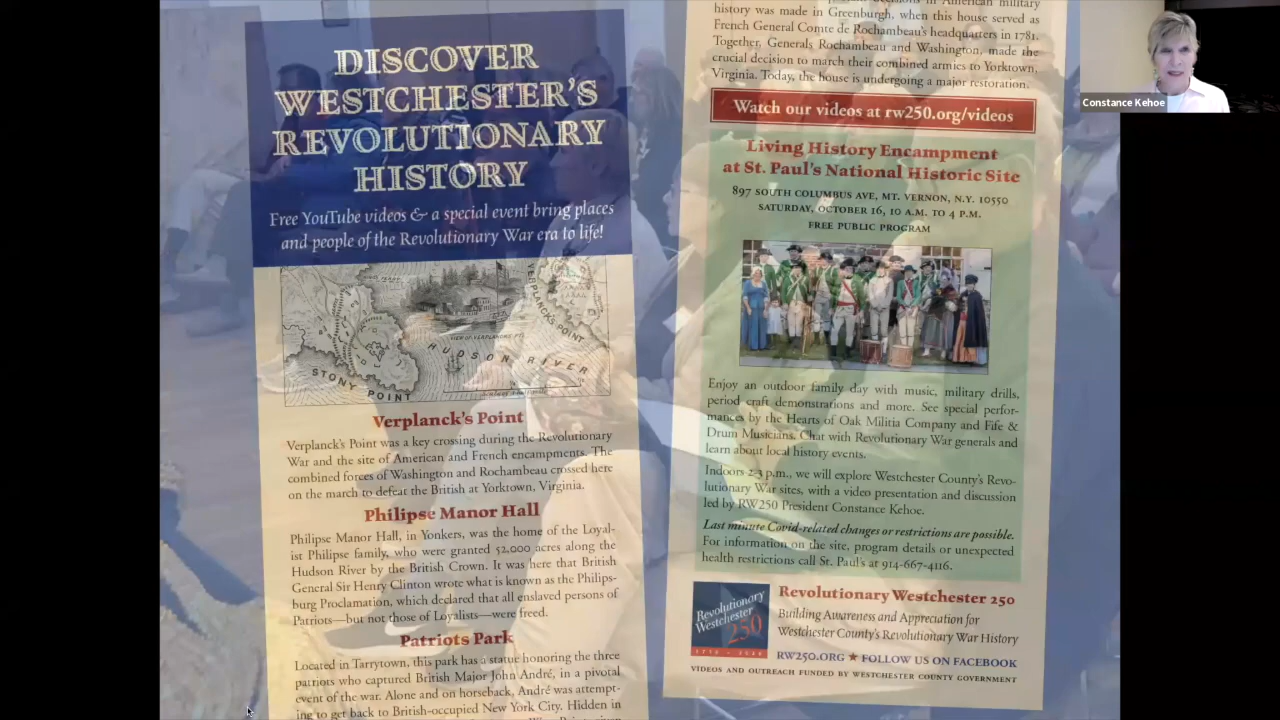 DISCOVER
WESTCHESTER'S
REVOLUTIONARY
HISTORY
Free YouTube videos & a special event bring places
and people of the Revolutionary War era to life!
VERPLANCK'S POINT
VIEW OF VERPLANCK'S PT.
HUDSON RIVER
STONY POINT
Verplanck's Point
Verplanck's Point was a key crossing during the Revolutionary
War and the site of American and French encampments. The
combined forces of Washington and Rochambeau crossed here
on the march to defeat the British at Yorktown, Virginia.
Philipse Manor Hall
Philipse Manor Hall, in Yonkers, was the home of the Loyal-
ist Philipse family, who were granted 52,000 acres along the
Hudson River by the British Crown. It was here that British
General Sir Henry Clinton wrote what is known as the Philips-
burg Proclamation, which declared that all enslaved persons of
Patriots—but not those of Loyalists—were freed.
Patriots Park
Located in Tarrytown, this park has a statue honoring the three
patriots who captured British Major John André, in a pivotal
event of the war. Alone and on horseback, André was attempt-
ing to get back to British-occupied New York City. Hidden in
decisions in American military
history was made in Greenburgh, when this house served as
French General Comte de Rochambeau's headquarters in 1781.
Together, Generals Rochambeau and Washington, made the
crucial decision to march their combined armies to Yorktown,
Virginia. Today, the house is undergoing a major restoration.
Watch our videos at rw250.org/videos
Living History Encampment
at St. Paul's National Historic Site
897 SOUTH COLUMBUS AVE, MT. VERNON, N.Y. 10550
SATURDAY, OCTOBER 16, 10 A.M. TO 4 P.M.
FREE PUBLIC PROGRAM
Enjoy an outdoor family day with music, military drills,
period craft demonstrations and more. See special perfor-
mances by the Hearts of Oak Militia Company and Fife &
Drum Musicians. Chat with Revolutionary War generals and
learn about local history events.
Indoors 2-3 p.m., we will explore Westchester County's Revo-
lutionary War sites, with a video presentation and discussion
led by RW250 President Constance Kehoe.
Last minute Covid-related changes or restrictions are possible.
For information on the site, program details or unexpected
health restrictions call St. Paul's at 914-667-4116.
Revolutionary
Westchester
250
1776 - 2026
Revolutionary Westchester 250
Building Awareness and Appreciation for
Westchester County's Revolutionary War History
RW250.ORG ★ FOLLOW US ON FACEBOOK
VIDEOS AND OUTREACH FUNDED BY WESTCHESTER COUNTY GOVERNMENT
Constance Kehoe